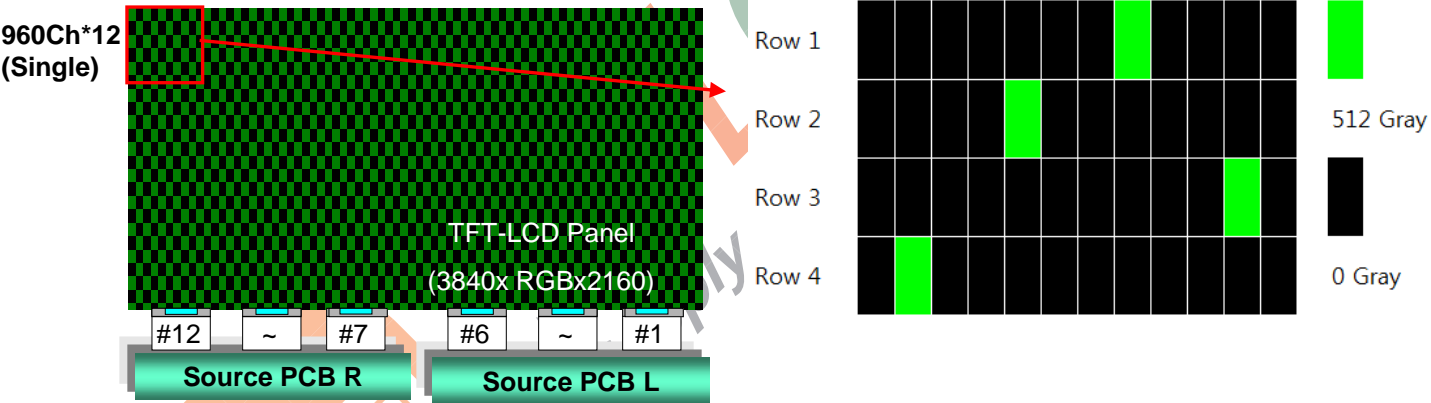 960Ch*12
(Single)
TFT-LCD Panel
(3840x RGBx2160)
#12
~
#7
#6
~
#1
Source PCB R
Source PCB L
Row 1
Row 2
Row 3
Row 4
512 Gray
0 Gray